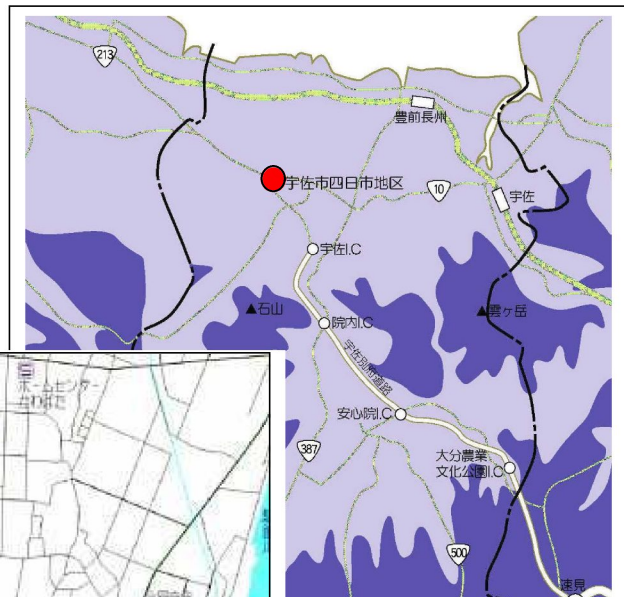 213
豊前長州
宇佐市四日市地区
10
宇佐
宇佐I.C
石山
雲ヶ岳
院内I.C
宇佐別府道路
ホームセンター
安心院I.C
387
大分農業
文化公園I.C
500
速見